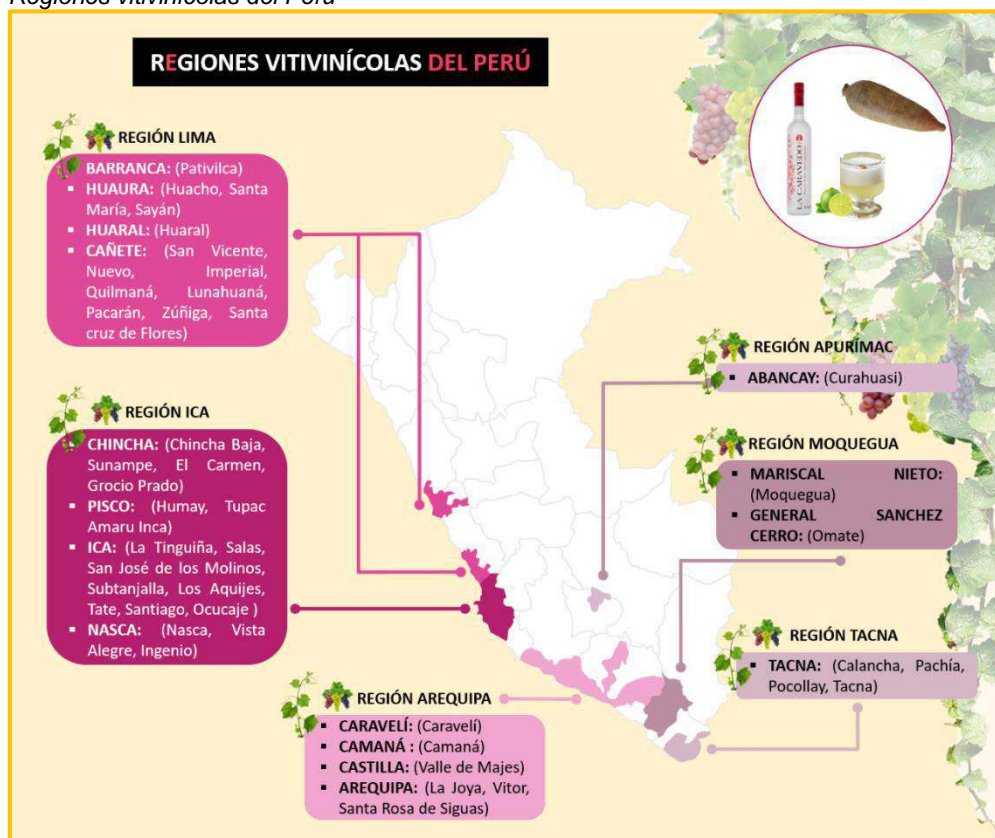 Regiones vitivinícolas del Perú
REGIONES VITIVINÍCOLAS DEL PERÚ
REGIÓN LIMA
BARRANCA: (Pativilca)
▪ HUAURA: (Huacho, Santa
María, Sayán)
▪ HUARAL: (Huaral)
▪ CAÑETE: (San Vicente,
Nuevo, Imperial,
Quilmaná, Lunahuaná,
Pacarán, Zúñiga, Santa
cruz de Flores)
REGIÓN ICA
CHINCHA: (Chincha Baja,
Sunampe, El Carmen,
Grocio Prado)
▪ PISCO: (Humay, Tupac
Amaru Inca)
▪ ICA: (La Tinguiña, Salas,
San José de los Molinos,
Subtanjalla, Los Aquijes,
Tate, Santiago, Ocucaje )
▪ NASCA: (Nasca, Vista
Alegre, Ingenio)
REGIÓN AREQUIPA
▪ CARAVELÍ: (Caravelí)
▪ CAMANÁ : (Camaná)
▪ CASTILLA: (Valle de Majes)
▪ AREQUIPA: (La Joya, Vitor,
Santa Rosa de Siguas)
LA CARAVEDO
REGIÓN APURÍMAC
▪ ABANCAY: (Curahuasi)
REGIÓN MOQUEGUA
▪ MARISCAL NIETO:
(Moquegua)
▪ GENERAL SANCHEZ
CERRO: (Omate)
REGIÓN TACNA
▪ TACNA: (Calancha, Pachía,
Pocollay, Tacna)